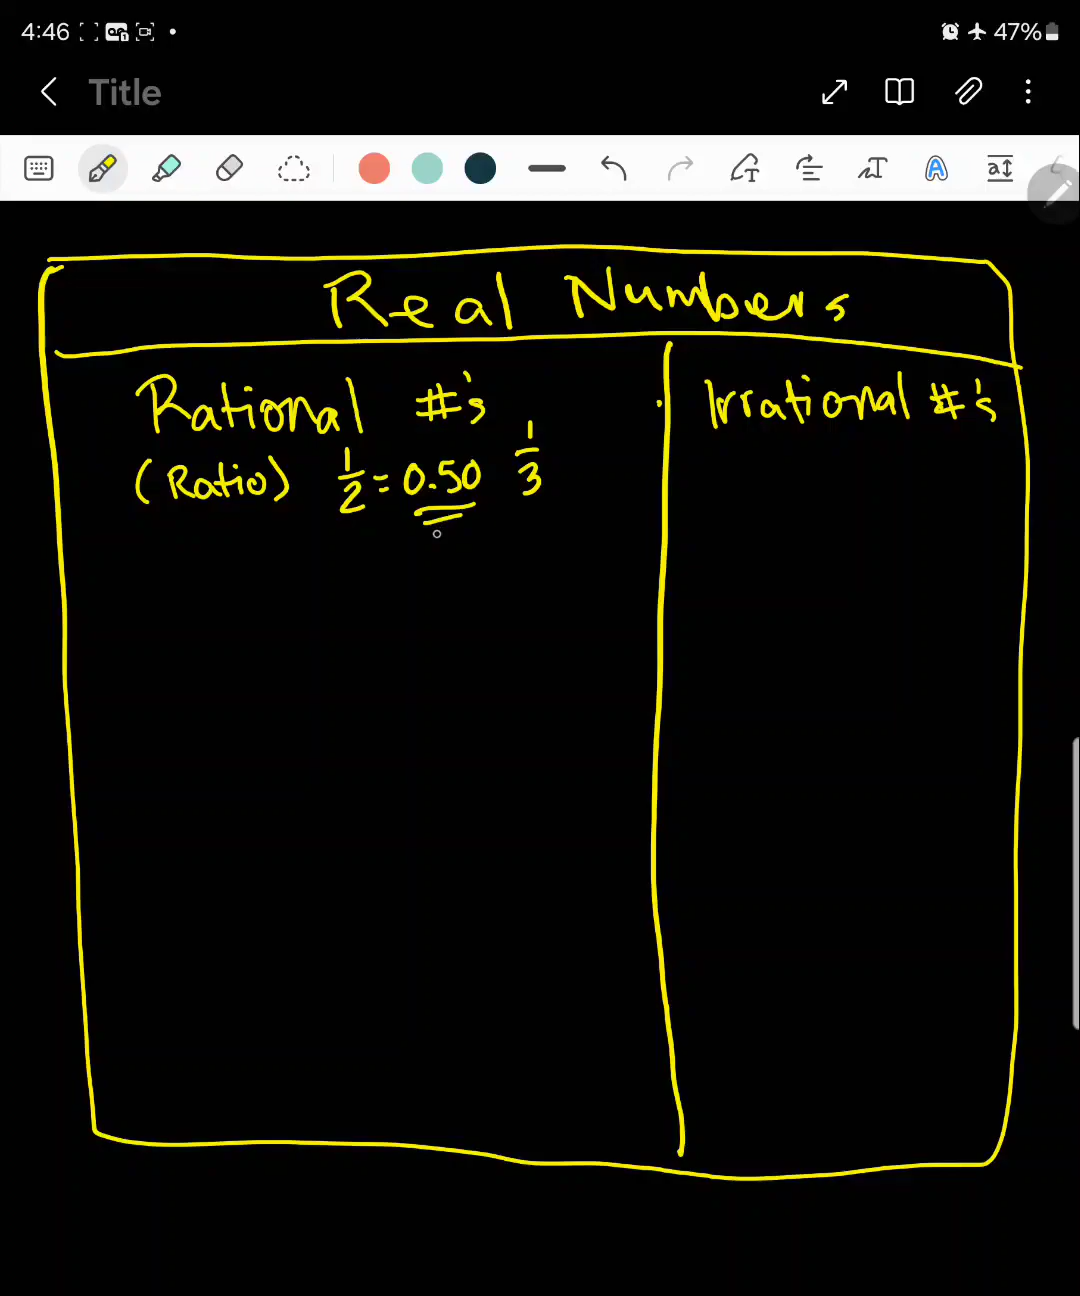 4:46 47%
Title
Real Numbers
Rational #'s Irrational #'s
(Ratio) 1/2 = 0.50 1/3